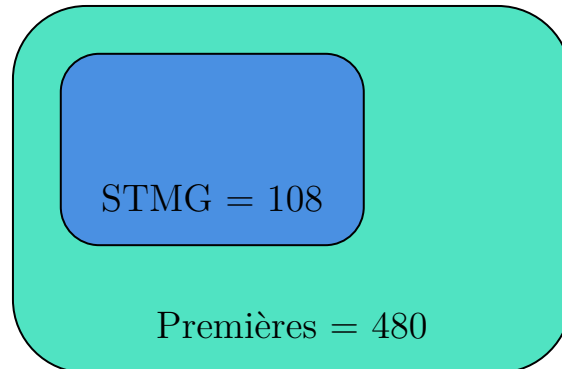 STMG = 108
Premières = 480